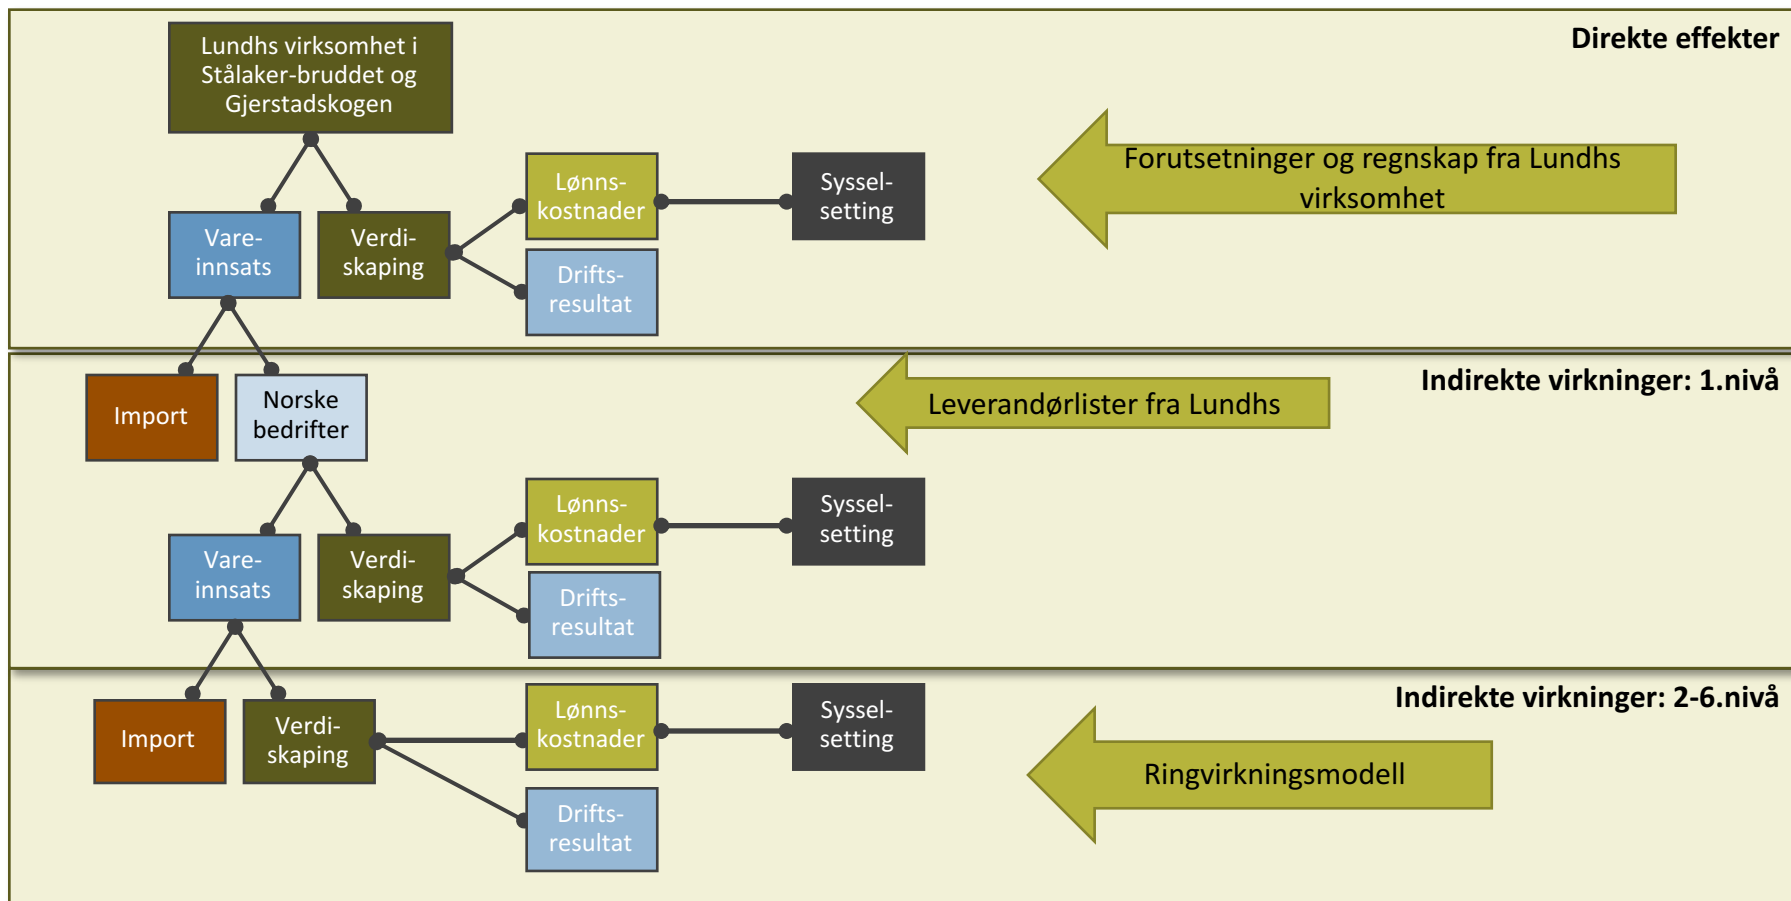 Direkte effekter
Lundhs virksomhet i
Stålaker-bruddet og
Gjerstadskogen
Forutsetninger og regnskap fra Lundhs
virksomhet
Lønns-
kostnader
Syssel-
setting
Vare-
innsats
Verdi-
skaping
Drifts-
resultat
Indirekte virkninger: 1.nivå
Import
Norske
bedrifter
Leverandørlister fra Lundhs
Lønns-
kostnader
Syssel-
setting
Vare-
innsats
Verdi-
skaping
Drifts-
resultat
Indirekte virkninger: 2-6.nivå
Import
Verdi-
skaping
Lønns-
kostnader
Syssel-
setting
Ringvirkningsmodell
Drifts-
resultat